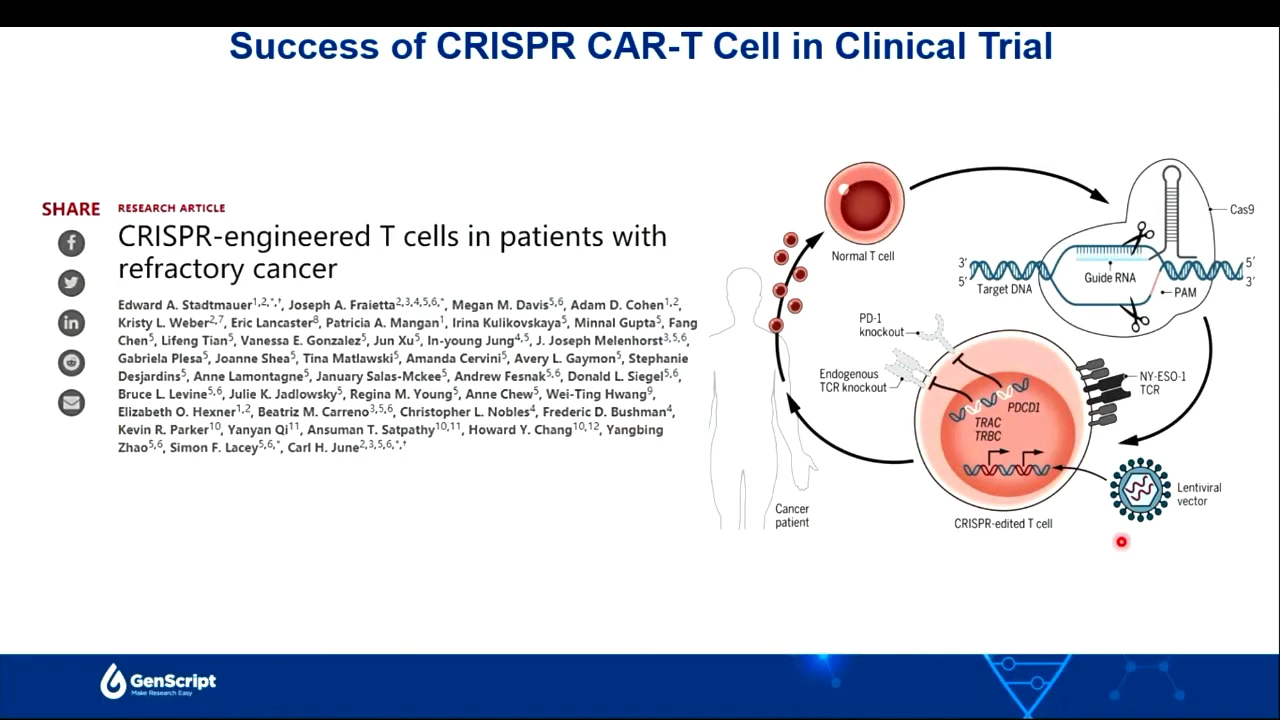 Success of CRISPR CAR-T Cell in Clinical Trial
SHARE
RESEARCH ARTICLE
CRISPR-engineered T cells in patients with
refractory cancer
Edward A. Stadtmauer1,2,*,†, Joseph A. Fraietta2,3,4,5,6,*, Megan M. Davis5,6, Adam D. Cohen1,2,
Kristy L. Weber2,7, Eric Lancaster8, Patricia A. Mangan1, Irina Kulikovskaya5, Minnal Gupta5, Fang
Chen5, Lifeng Tian5, Vanessa E. Gonzalez5, Jun Xu5, In-young Jung4,5, J. Joseph Melenhorst3,5,6,
Gabriela Plesa5, Joanne Shea5, Tina Matlawski5, Amanda Cervini5, Avery L. Gaymon5, Stephanie
Desjardins5, Anne Lamontagne5, January Salas-Mckee5, Andrew Fesnak5,6, Donald L. Siegel5,6,
Bruce L. Levine5,6, Julie K. Jadlowsky5, Regina M. Young5, Anne Chew5, Wei-Ting Hwang9,
Elizabeth O. Hexner1,2, Beatriz M. Carreno3,5,6, Christopher L. Nobles4, Frederic D. Bushman4,
Kevin R. Parker10, Yanyan Qi11, Ansuman T. Satpathy10,11, Howard Y. Chang10,12, Yangbing
Zhao5,6, Simon F. Lacey5,6,*, Carl H. June2,3,5,6,*,†
Normal T cell
Cas9
3′
5′
Target DNA
Guide RNA
PAM
5′
3′
PD-1
knockout
Endogenous
TCR knockout
PDCD1
TRAC
TRBC
NY-ESO-1
TCR
Lentiviral
vector
CRISPR-edited T cell
Cancer
patient
GenScript
Make Research Easy